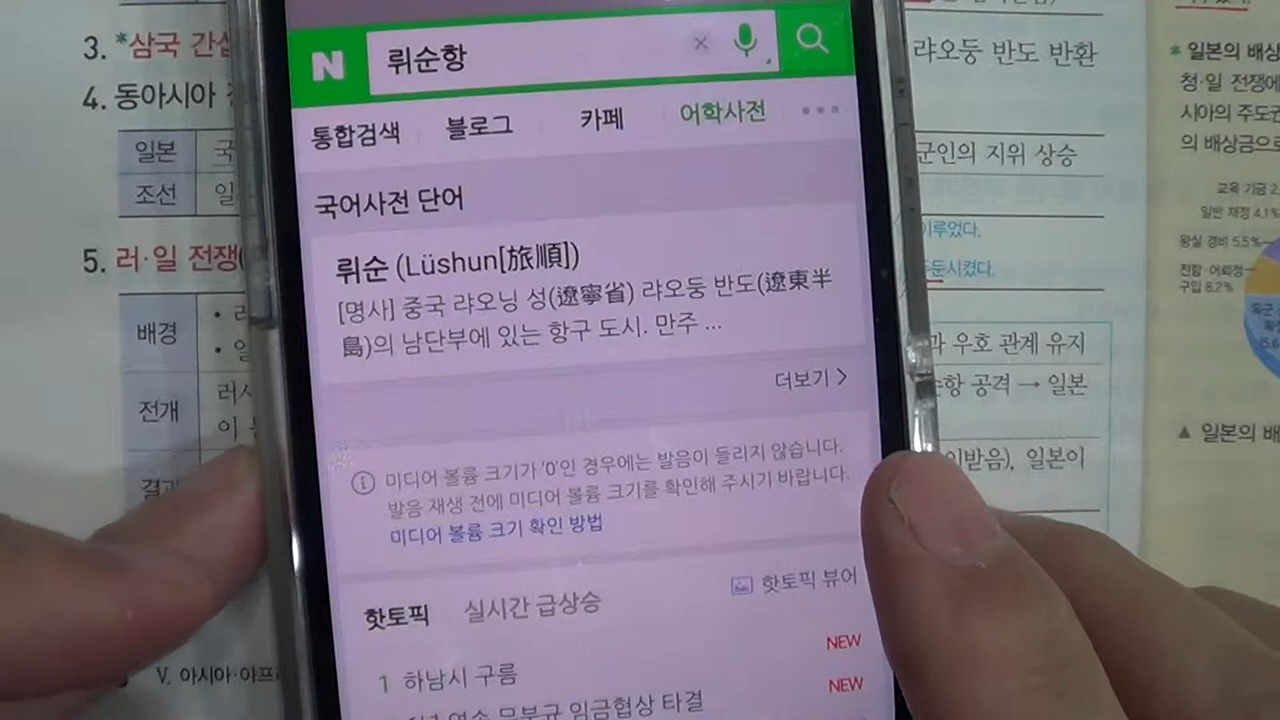 N 뤼순항
통합검색 블로그 카페 어학사전
국어사전 단어
뤼순 (Lüshun[旅順])
[명사] 중국 랴오닝 성(遼寧省) 랴오둥 반도(遼東半
島)의 남단부에 있는 항구 도시. 만주 ...
더보기 >
미디어 볼륨 크기가 '0'인 경우에는 발음이 들리지 않습니다.
발음 재생 전에 미디어 볼륨 크기를 확인해 주시기 바랍니다.
미디어 볼륨 크기 확인 방법
핫토픽 실시간 급상승 핫토픽 뷰어
NEW
1 하남시 구름
NEW
임금협상 타결
3. *삼국
4. 동아시아
일본
조선
5. 러·일 전쟁(
배경
전개
러시
이
V. 아시아·아프
랴오둥 반도 반환
군인의 지위 상승
이루었다.
둔시켰다.
과 우호 관계 유지
순항 공격 → 일본
이받음), 일본이
* 일본의 배상
청·일 전쟁에
시아의 주도권
의 배상금으로
교육 기금 2.
일반 재정 4.1%
왕실 경비 5.5%
전함·어뢰정
구입 8.2%
▲ 일본의 배